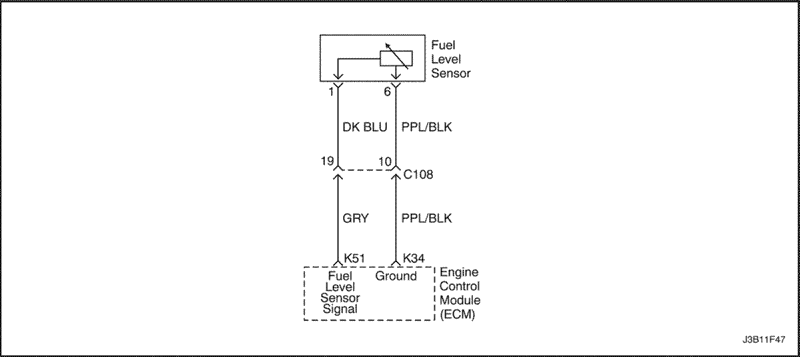 Fuel
Level
Sensor
1 6
DK BLU PPL/BLK
19 10
C108
GRY PPL/BLK
K51 K34
Fuel
Level
Sensor
Signal
Ground
Engine
Control
Module
(ECM)
J3B11F47